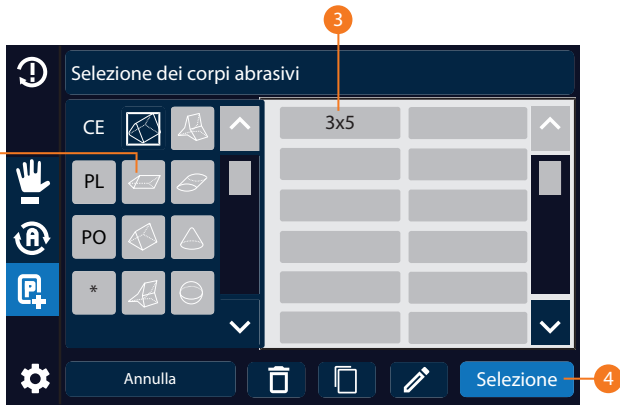 3
Selezione dei corpi abrasivi
CE
3x5
PL
PO
*
Annulla
Selezione
4